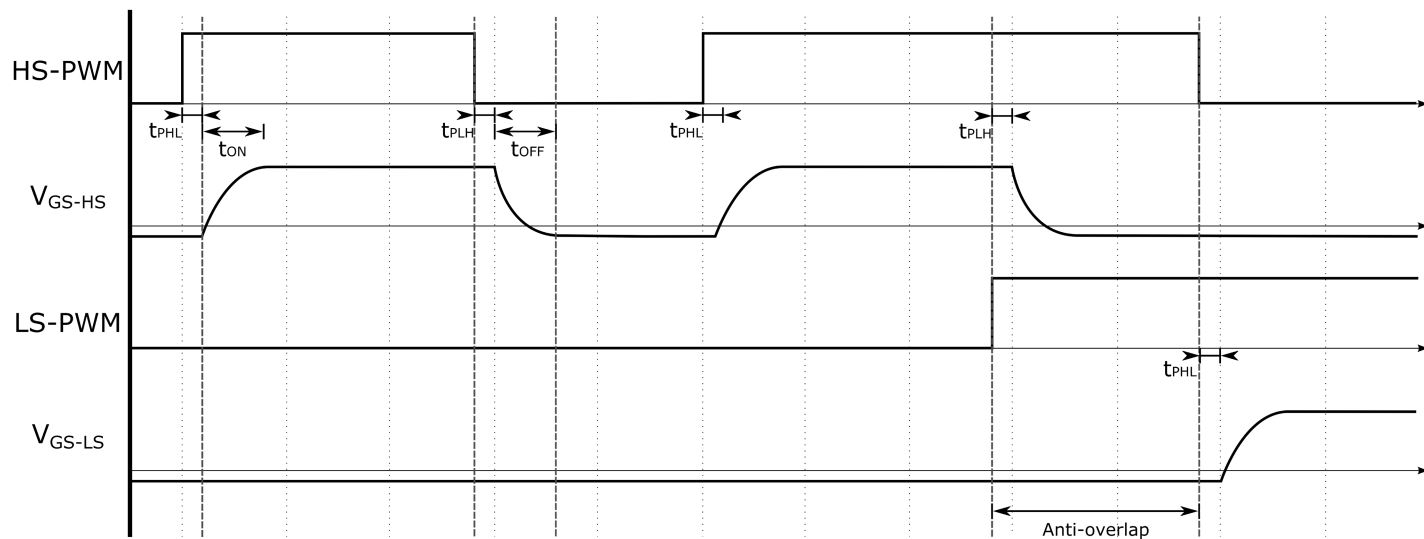 HS-PWM
tPHL
tON
tPLH
tOFF
tPHL
tPLH
VGS-HS
LS-PWM
tPHL
VGS-LS
Anti-overlap